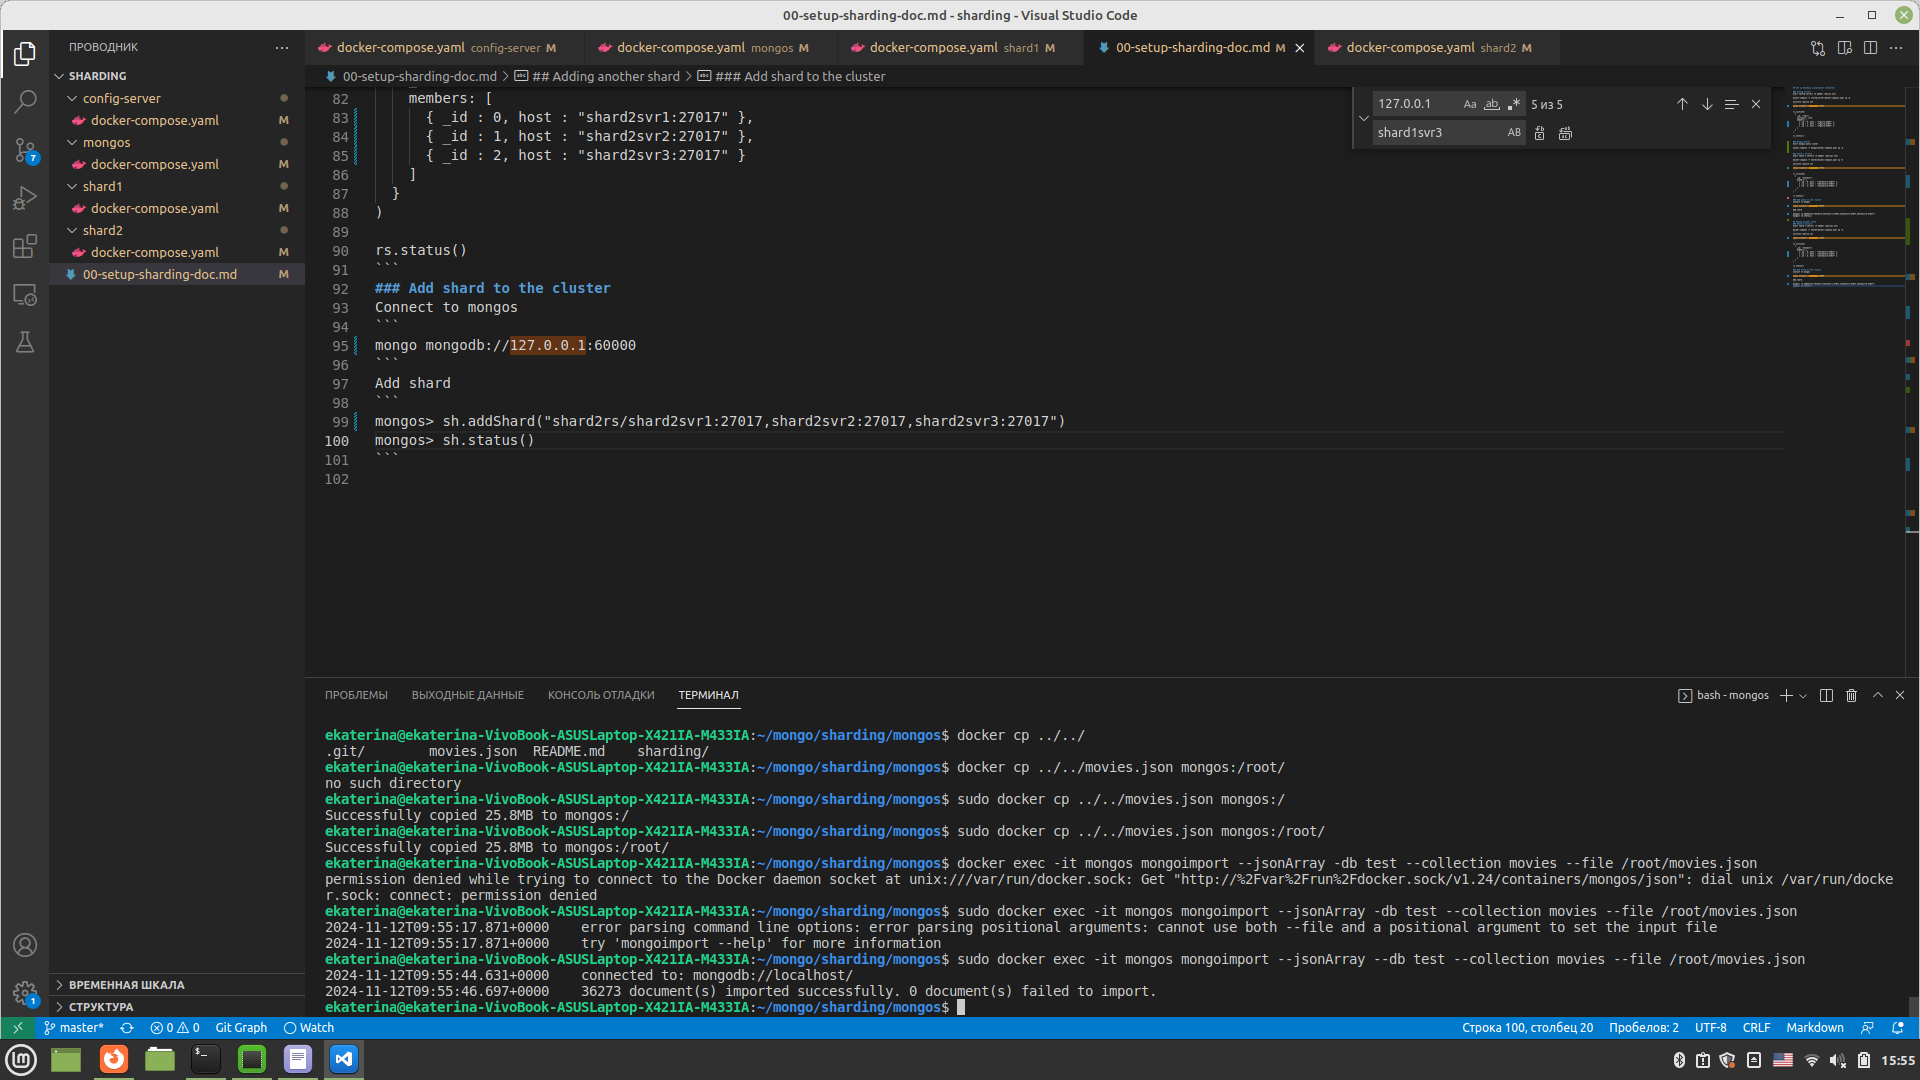 00-setup-sharding-doc.md - sharding - Visual Studio Code
ПРОВОДНИК
SHARDING
config-server
docker-compose.yaml M
mongos
docker-compose.yaml M
shard1
docker-compose.yaml M
shard2
docker-compose.yaml M
00-setup-sharding-doc.md M
ВРЕМЕННАЯ ШКАЛА
СТРУКТУРА
7
1
docker-compose.yaml config-server M
docker-compose.yaml mongos M
docker-compose.yaml shard1 M
00-setup-sharding-doc.md M
docker-compose.yaml shard2 M
00-setup-sharding-doc.md > ## Adding another shard > ### Add shard to the cluster
127.0.0.1 Aa ab 5 из 5
shard1svr3 AB
82 members: [
83 { _id : 0, host : "shard2svr1:27017" },
84 { _id : 1, host : "shard2svr2:27017" },
85 { _id : 2, host : "shard2svr3:27017" }
86 ]
87 }
88 )
89
90 rs.status()
91 ```
92 ### Add shard to the cluster
93 Connect to mongos
94 ```
95 mongo mongodb://127.0.0.1:60000
96 ```
97 Add shard
98 ```
99 mongos> sh.addShard("shard2rs/shard2svr1:27017,shard2svr2:27017,shard2svr3:27017")
100 mongos> sh.status()
101 ```
102
ПРОБЛЕМЫ ВЫХОДНЫЕ ДАННЫЕ КОНСОЛЬ ОТЛАДКИ ТЕРМИНАЛ
bash - mongos
ekaterina@ekaterina-VivoBook-ASUSLaptop-X421IA-M433IA:~/mongo/sharding/mongos$ docker cp ../../
.git/ movies.json README.md sharding/
ekaterina@ekaterina-VivoBook-ASUSLaptop-X421IA-M433IA:~/mongo/sharding/mongos$ docker cp ../../movies.json mongos:/root/
no such directory
ekaterina@ekaterina-VivoBook-ASUSLaptop-X421IA-M433IA:~/mongo/sharding/mongos$ sudo docker cp ../../movies.json mongos:/
Successfully copied 25.8MB to mongos:/
ekaterina@ekaterina-VivoBook-ASUSLaptop-X421IA-M433IA:~/mongo/sharding/mongos$ sudo docker cp ../../movies.json mongos:/root/
Successfully copied 25.8MB to mongos:/root/
ekaterina@ekaterina-VivoBook-ASUSLaptop-X421IA-M433IA:~/mongo/sharding/mongos$ docker exec -it mongos mongoimport --jsonArray -db test --collection movies --file /root/movies.json
permission denied while trying to connect to the Docker daemon socket at unix:///var/run/docker.sock: Get "http://%2Fvar%2Frun%2Fdocker.sock/v1.24/containers/mongos/json": dial unix /var/run/docke
r.sock: connect: permission denied
ekaterina@ekaterina-VivoBook-ASUSLaptop-X421IA-M433IA:~/mongo/sharding/mongos$ sudo docker exec -it mongos mongoimport --jsonArray -db test --collection movies --file /root/movies.json
2024-11-12T09:55:17.871+0000 error parsing command line options: error parsing positional arguments: cannot use both --file and a positional argument to set the input file
2024-11-12T09:55:17.871+0000 try 'mongoimport --help' for more information
ekaterina@ekaterina-VivoBook-ASUSLaptop-X421IA-M433IA:~/mongo/sharding/mongos$ sudo docker exec -it mongos mongoimport --jsonArray --db test --collection movies --file /root/movies.json
2024-11-12T09:55:44.631+0000 connected to: mongodb://localhost/
2024-11-12T09:55:46.697+0000 36273 document(s) imported successfully. 0 document(s) failed to import.
ekaterina@ekaterina-VivoBook-ASUSLaptop-X421IA-M433IA:~/mongo/sharding/mongos$
master* 0 0 Git Graph Watch Строка 100, столбец 20 Пробелов: 2 UTF-8 CRLF Markdown
15:55